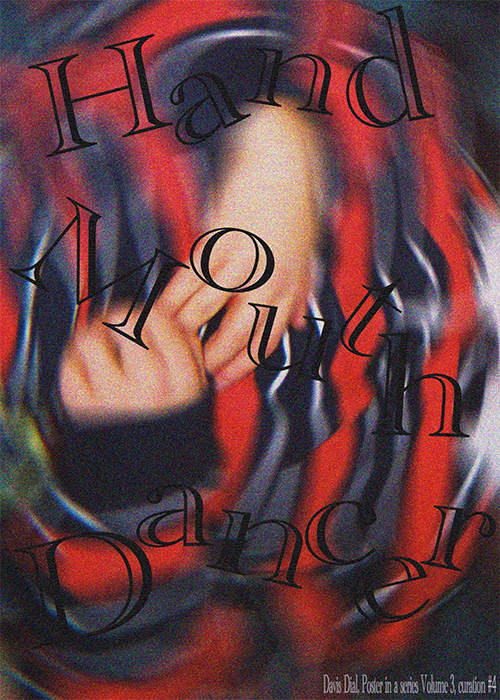 Hand
Mouth
Dancer
Davis Dial, Poster in a series Volume 3, curation #4